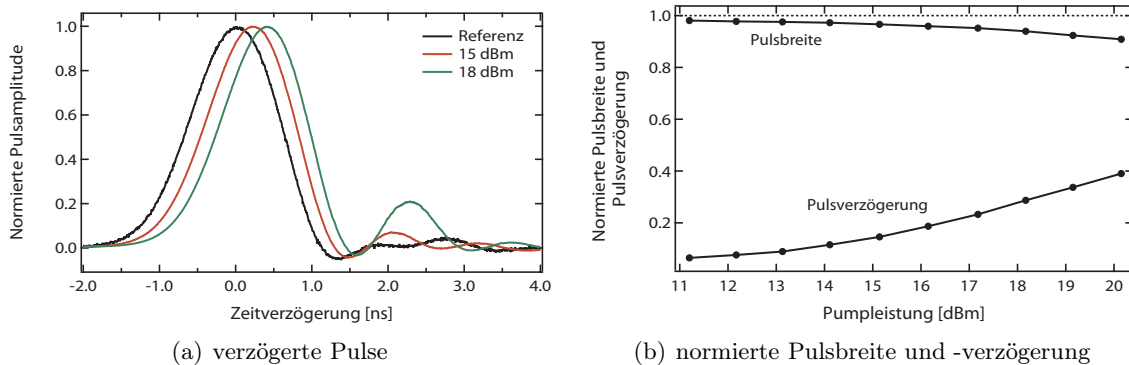 Normierte Pulsamplitude
1.0
0.8
0.6
0.4
0.2
0.0
Referenz
15 dBm
18 dBm
-2.0
-1.0
0.0
1.0
2.0
3.0
4.0
Zeitverzögerung [ns]
(a) verzögerte Pulse
Normierte Pulsbreite und
Pulsverzögerung
1.0
0.8
0.6
0.4
0.2
Pulsbreite
Pulsverzögerung
11
12
13
14
15
16
17
18
19
20
Pumpleistung [dBm]
(b) normierte Pulsbreite und -verzögerung